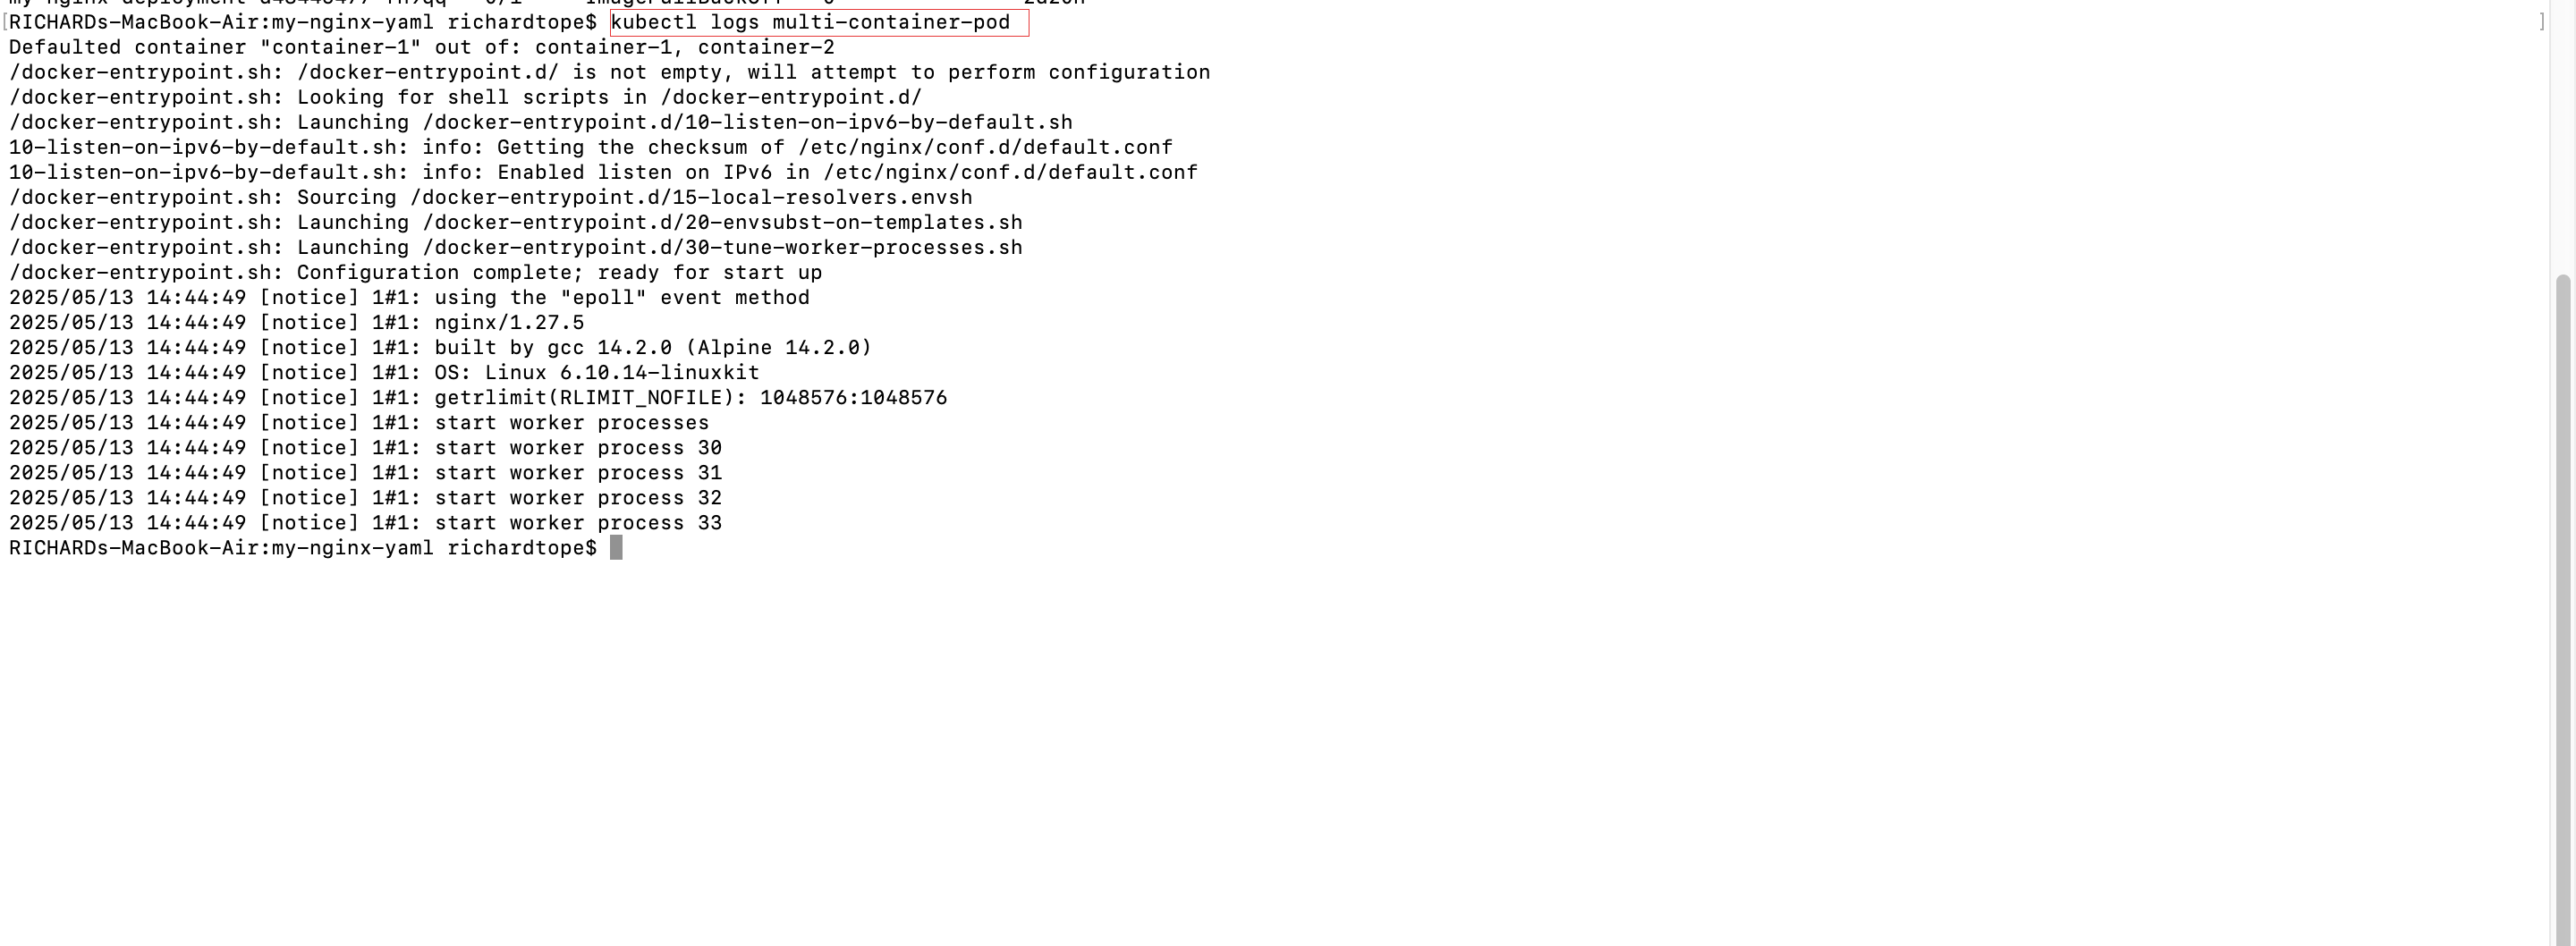 RICHARDs-MacBook-Air:my-nginx-yaml richardtope$ kubectl logs multi-container-pod
Defaulted container "container-1" out of: container-1, container-2
/docker-entrypoint.sh: /docker-entrypoint.d/ is not empty, will attempt to perform configuration
/docker-entrypoint.sh: Looking for shell scripts in /docker-entrypoint.d/
/docker-entrypoint.sh: Launching /docker-entrypoint.d/10-listen-on-ipv6-by-default.sh
10-listen-on-ipv6-by-default.sh: info: Getting the checksum of /etc/nginx/conf.d/default.conf
10-listen-on-ipv6-by-default.sh: info: Enabled listen on IPv6 in /etc/nginx/conf.d/default.conf
/docker-entrypoint.sh: Sourcing /docker-entrypoint.d/15-local-resolvers.envsh
/docker-entrypoint.sh: Launching /docker-entrypoint.d/20-envsubst-on-templates.sh
/docker-entrypoint.sh: Launching /docker-entrypoint.d/30-tune-worker-processes.sh
/docker-entrypoint.sh: Configuration complete; ready for start up
2025/05/13 14:44:49 [notice] 1#1: using the "epoll" event method
2025/05/13 14:44:49 [notice] 1#1: nginx/1.27.5
2025/05/13 14:44:49 [notice] 1#1: built by gcc 14.2.0 (Alpine 14.2.0)
2025/05/13 14:44:49 [notice] 1#1: OS: Linux 6.10.14-linuxkit
2025/05/13 14:44:49 [notice] 1#1: getrlimit(RLIMIT_NOFILE): 1048576:1048576
2025/05/13 14:44:49 [notice] 1#1: start worker processes
2025/05/13 14:44:49 [notice] 1#1: start worker process 30
2025/05/13 14:44:49 [notice] 1#1: start worker process 31
2025/05/13 14:44:49 [notice] 1#1: start worker process 32
2025/05/13 14:44:49 [notice] 1#1: start worker process 33
RICHARDs-MacBook-Air:my-nginx-yaml richardtope$